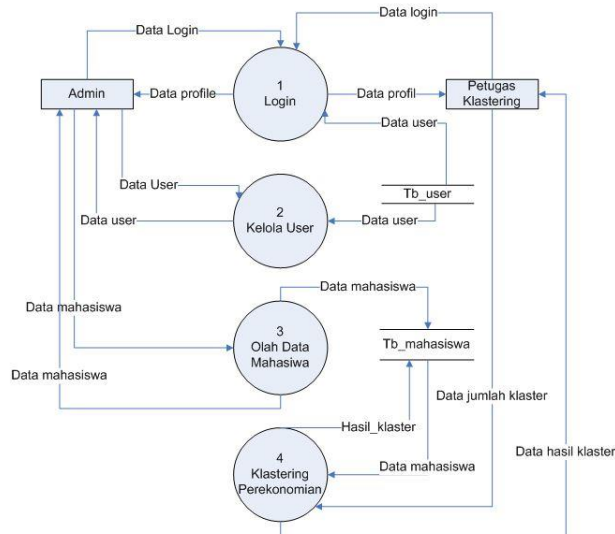 Data Login
Data login
1
Login
Admin
Data profile
Data profil
Petugas
Klastering
Data user
Data User
Tb_user
2
Kelola User
Data user
Data user
Data mahasiswa
Data mahasiswa
3
Olah Data
Mahasiwa
Tb_mahasiswa
Data mahasiswa
Data jumlah klaster
Hasil_klaster
Data hasil klaster
4
Klastering
Perekonomian
Data mahasiswa